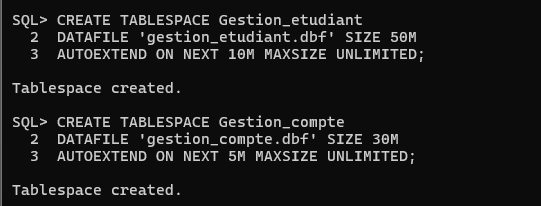 SQL> CREATE TABLESPACE Gestion_etudiant
  2  DATAFILE 'gestion_etudiant.dbf' SIZE 50M
  3  AUTOEXTEND ON NEXT 10M MAXSIZE UNLIMITED;
Tablespace created.
SQL> CREATE TABLESPACE Gestion_compte
  2  DATAFILE 'gestion_compte.dbf' SIZE 30M
  3  AUTOEXTEND ON NEXT 5M MAXSIZE UNLIMITED;
Tablespace created.